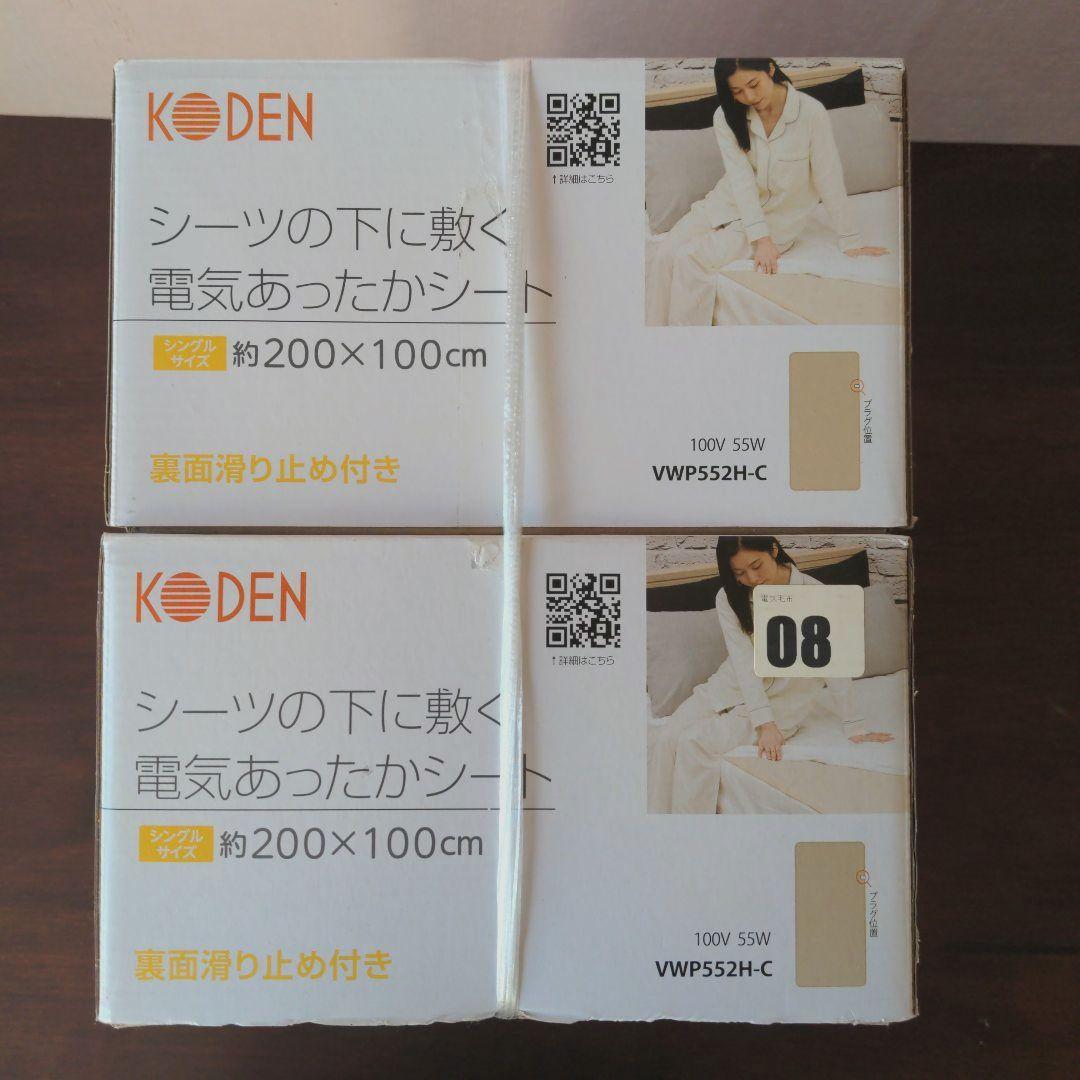 KODEN
↑詳細はこちら
シーツの下に敷く
電気あったかシート
シングル
サイズ
約200×100cm
プラグ位置
100V 55W
VWP552H-C
裏面滑り止め付き
KODEN
↑詳細はこちら
電気毛布
08
シーツの下に敷く
電気あったかシート
シングル
サイズ
約200×100cm
プラグ位置
100V 55W
VWP552H-C
裏面滑り止め付き